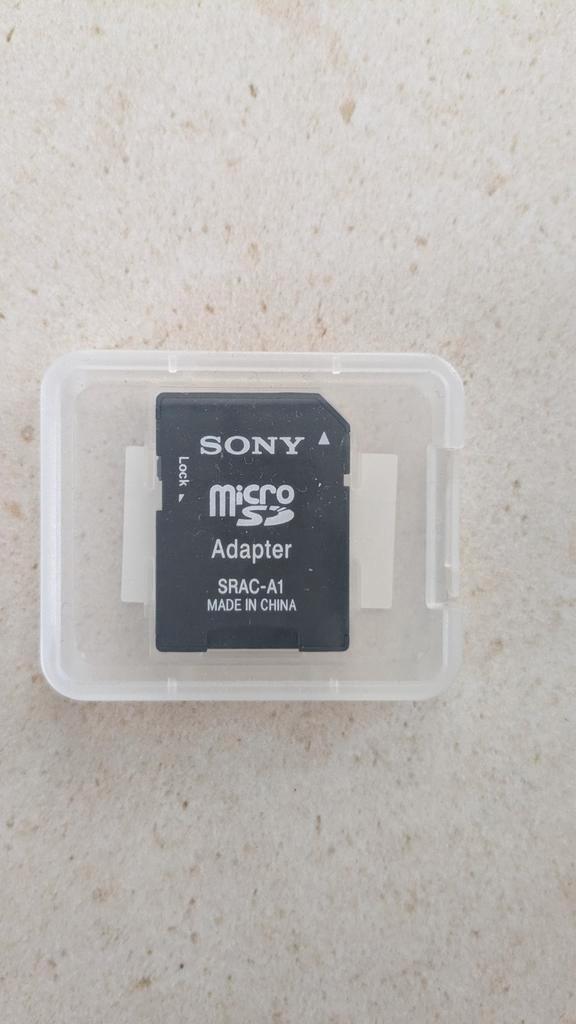 SONY
Lock
micro
SD
Adapter
SRAC-A1
MADE IN CHINA